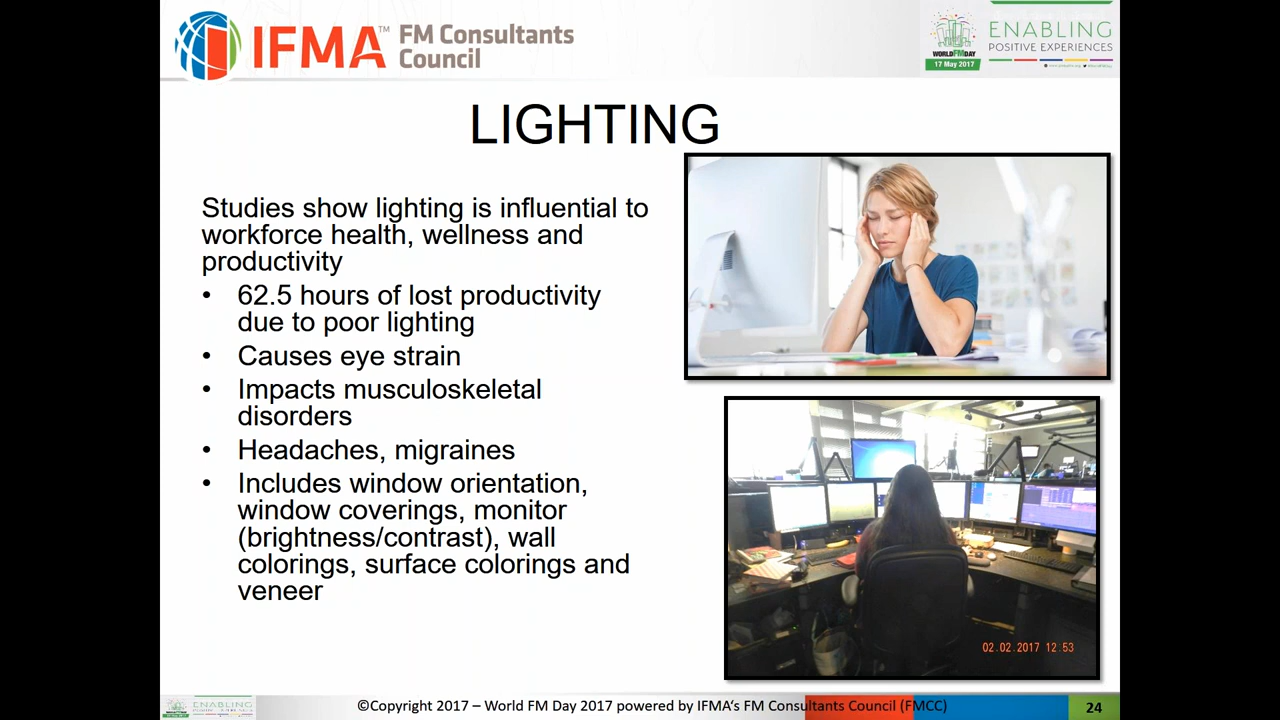 IFMA™ FM Consultants
Council
WORLD FM DAY
17 May 2017
ENABLING
POSITIVE EXPERIENCES
LIGHTING
Studies show lighting is influential to
workforce health, wellness and
productivity
• 62.5 hours of lost productivity
due to poor lighting
• Causes eye strain
• Impacts musculoskeletal
disorders
• Headaches, migraines
• Includes window orientation,
window coverings, monitor
(brightness/contrast), wall
colorings, surface colorings and
veneer
02.02.2017 12:53
ENABLING
©Copyright 2017 – World FM Day 2017 powered by IFMA‘s FM Consultants Council (FMCC)
24